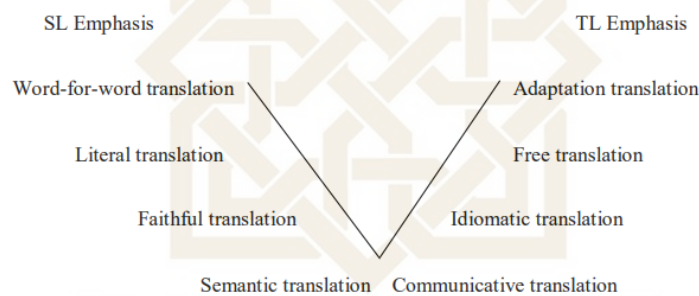 SL Emphasis TL Emphasis
Word-for-word translation Adaptation translation
Literal translation Free translation
Faithful translation Idiomatic translation
Semantic translation Communicative translation